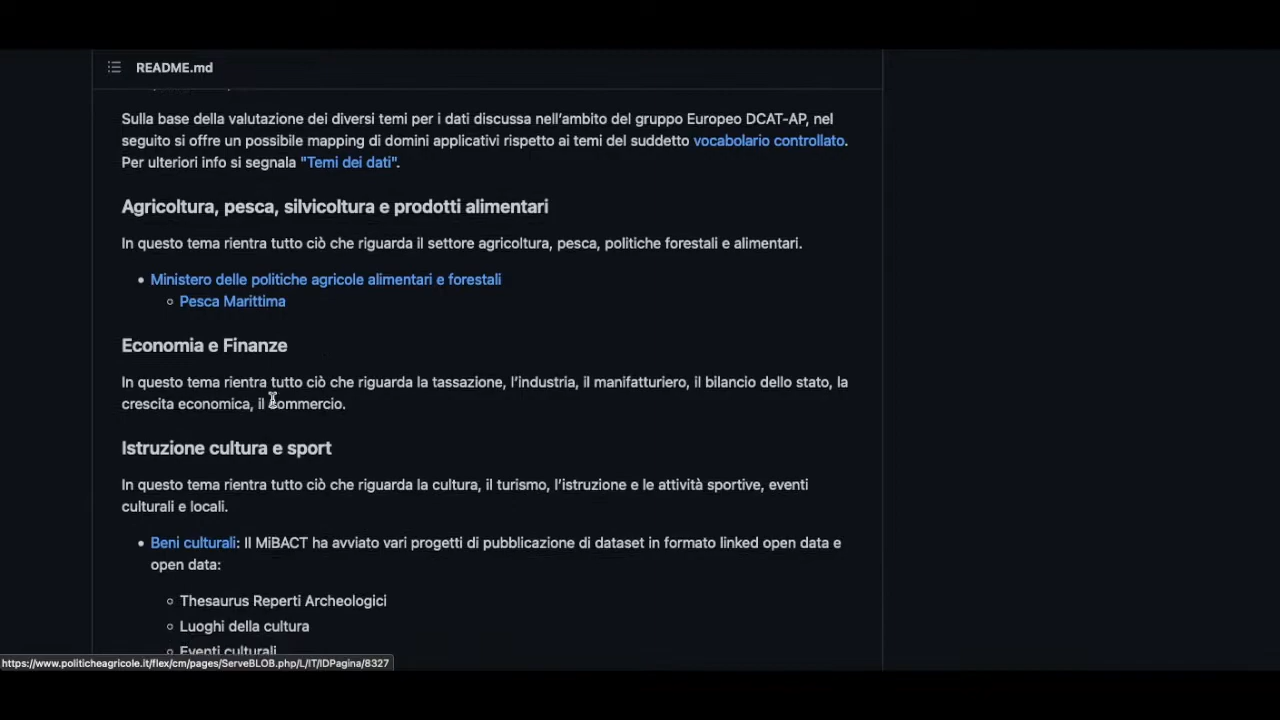 README.md
Sulla base della valutazione dei diversi temi per i dati discussa nell'ambito del gruppo Europeo DCAT-AP, nel
seguito si offre un possibile mapping di domini applicativi rispetto ai temi del suddetto vocabolario controllato.
Per ulteriori info si segnala "Temi dei dati".
Agricoltura, pesca, silvicoltura e prodotti alimentari
In questo tema rientra tutto ciò che riguarda il settore agricoltura, pesca, politiche forestali e alimentari.
• Ministero delle politiche agricole alimentari e forestali
◦ Pesca Marittima
Economia e Finanze
In questo tema rientra tutto ciò che riguarda la tassazione, l'industria, il manifatturiero, il bilancio dello stato, la
crescita economica, il commercio.
Istruzione cultura e sport
In questo tema rientra tutto ciò che riguarda la cultura, il turismo, l'istruzione e le attività sportive, eventi
culturali e locali.
• Beni culturali: Il MiBACT ha avviato vari progetti di pubblicazione di dataset in formato linked open data e
open data:
◦ Thesaurus Reperti Archeologici
◦ Luoghi della cultura
◦ Eventi culturali
https://www.politicheagricole.it/flex/cm/pages/ServeBLOB.php/L/IT/IDPagina/8327